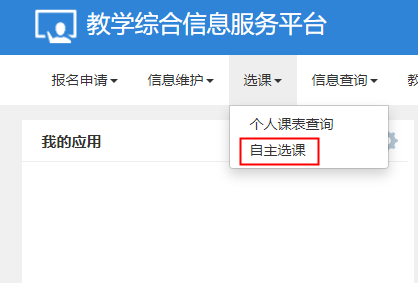 教学综合信息服务平台
报名申请 信息维护 选课 信息查询
个人课表查询
自主选课
我的应用